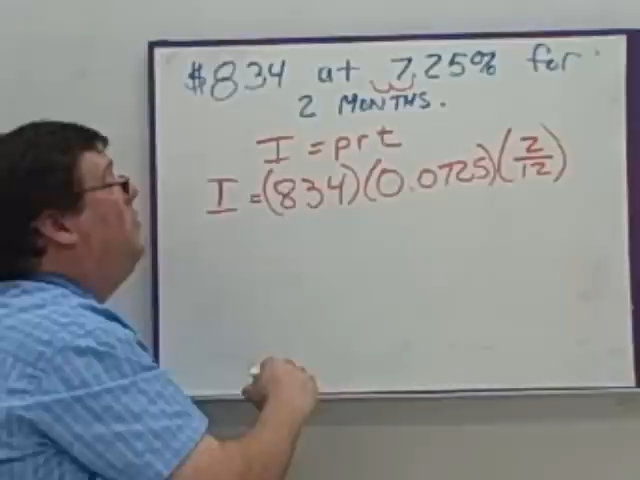 $834 at 7.25% for
2 MONTHS.
I = prt
I = (834)(0.0725)(2/12)